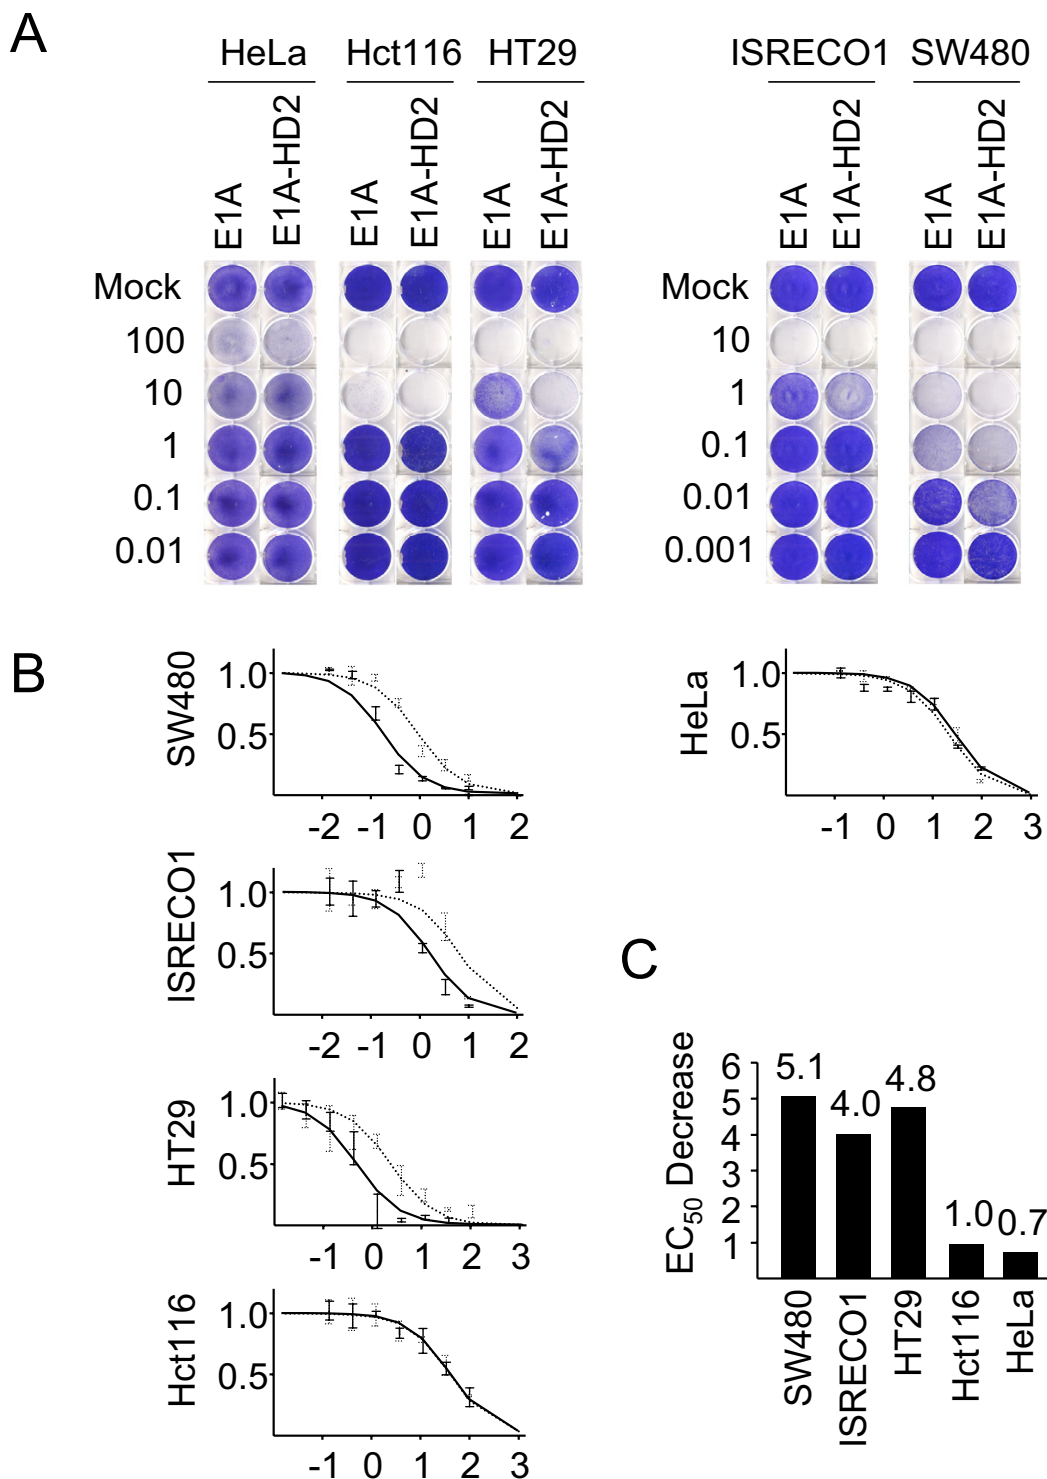 A
HeLa Hct116 HT29 ISRECO1 SW480
E1A E1A-HD2 E1A E1A-HD2 E1A E1A-HD2 E1A E1A-HD2 E1A E1A-HD2
Mock Mock
100 10
10 1
1 0.1
0.1 0.01
0.01 0.001
B
SW480
1.0
0.5
-2 -1 0 1 2
HeLa
1.0
0.5
-1 0 1 2 3
ISRECO1
1.0
0.5
-2 -1 0 1 2
HT29
1.0
0.5
-1 0 1 2 3
Hct116
1.0
0.5
-1 0 1 2 3
C
EC50 Decrease
6
5
4
3
2
1
5.1 4.0 4.8 1.0 0.7
SW480 ISRECO1 HT29 Hct116 HeLa